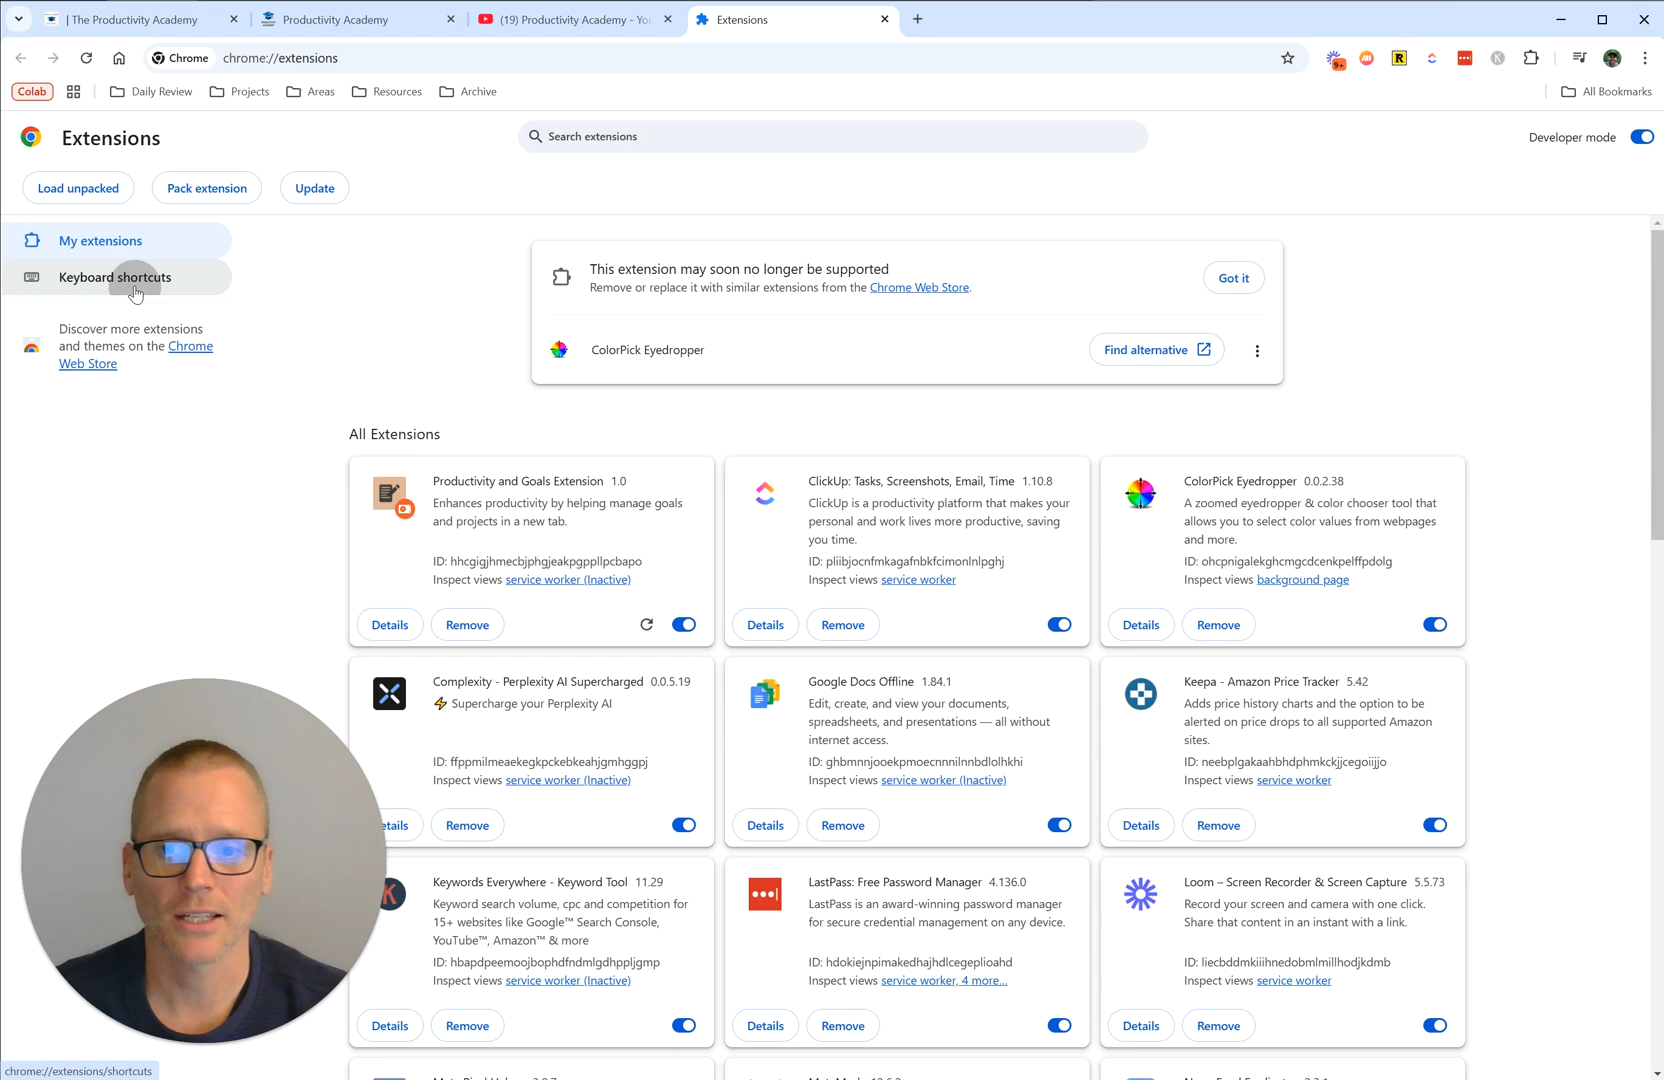 | The Productivity Academy
Productivity Academy
(19) Productivity Academy - You
Extensions
Chrome
chrome://extensions
9+
R
K
Colab
Daily Review
Projects
Areas
Resources
Archive
All Bookmarks
Extensions
Search extensions
Developer mode
Load unpacked
Pack extension
Update
My extensions
Keyboard shortcuts
Discover more extensions
and themes on the Chrome
Web Store
This extension may soon no longer be supported
Remove or replace it with similar extensions from the Chrome Web Store.
Got it
ColorPick Eyedropper
Find alternative
All Extensions
Productivity and Goals Extension 1.0
Enhances productivity by helping manage goals
and projects in a new tab.
ID: hhcgigjhmecbjphgjeakpgppllpcbapo
Inspect views service worker (Inactive)
Details
Remove
ClickUp: Tasks, Screenshots, Email, Time 1.10.8
ClickUp is a productivity platform that makes your
personal and work lives more productive, saving
you time.
ID: pliibjocnfmkagafnbkfcimonlnlpghj
Inspect views service worker
Details
Remove
ColorPick Eyedropper 0.0.2.38
A zoomed eyedropper & color chooser tool that
allows you to select color values from webpages
and more.
ID: ohcpnigalekghcmgcdcenkpelffpdolg
Inspect views background page
Details
Remove
Complexity - Perplexity AI Supercharged 0.0.5.19
⚡ Supercharge your Perplexity AI
ID: ffppmilmeaekegkpckebkeahjgmhggpj
Inspect views service worker (Inactive)
etails
Remove
Google Docs Offline 1.84.1
Edit, create, and view your documents,
spreadsheets, and presentations — all without
internet access.
ID: ghbmnnjooekpmoecnnnilnnbdlolhkhi
Inspect views service worker (Inactive)
Details
Remove
Keepa - Amazon Price Tracker 5.42
Adds price history charts and the option to be
alerted on price drops to all supported Amazon
sites.
ID: neebplgakaahbhdphmkckjjcegoiijjo
Inspect views service worker
Details
Remove
K
Keywords Everywhere - Keyword Tool 11.29
Keyword search volume, cpc and competition for
15+ websites like Google™ Search Console,
YouTube™, Amazon™ & more
ID: hbapdpeemoojbophdfndmlgdhppljgmp
Inspect views service worker (Inactive)
Details
Remove
LastPass: Free Password Manager 4.136.0
LastPass is an award-winning password manager
for secure credential management on any device.
ID: hdokiejnpimakedhajhdlcegeplioahd
Inspect views service worker, 4 more...
Details
Remove
Loom – Screen Recorder & Screen Capture 5.5.73
Record your screen and camera with one click.
Share that content in an instant with a link.
ID: liecbddmkiiihnedobmlmillhodjkdmb
Inspect views service worker
Details
Remove
chrome://extensions/shortcuts